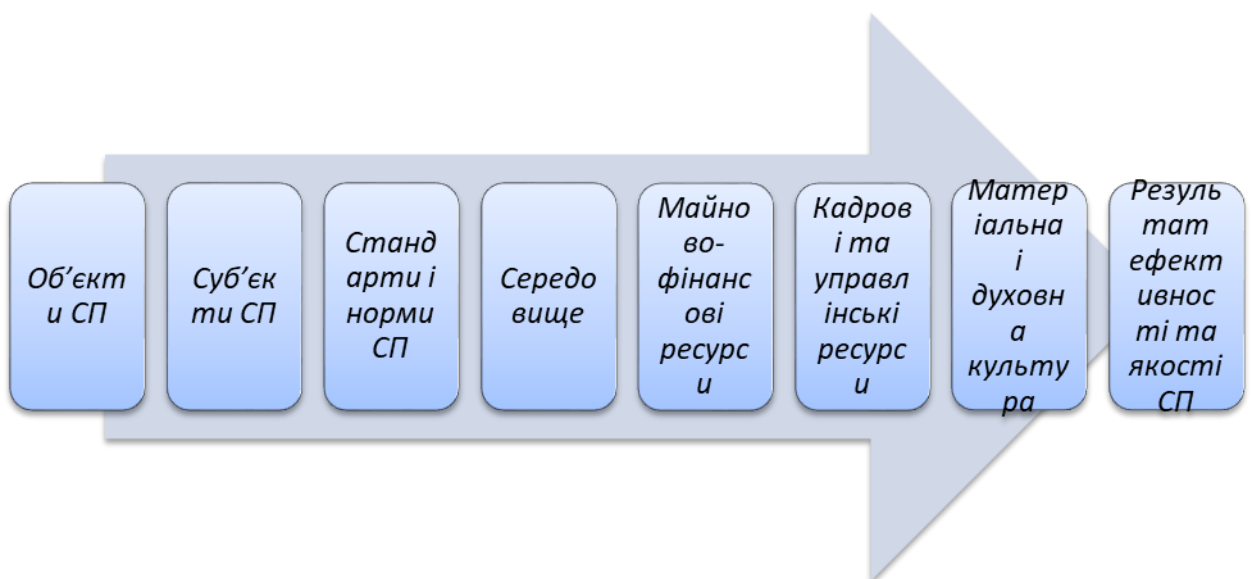 Об’єкт
и СП
Суб’єк
ти СП
Станд
арти і
норми
СП
Середо
вище
Майно
во-
фінанс
ові
ресурс
и
Кадров
і та
управл
інські
ресурс
и
Матер
іальна
і
духовн
а
культу
ра
Резуль
тат
ефект
ивнос
ті та
якості
СП